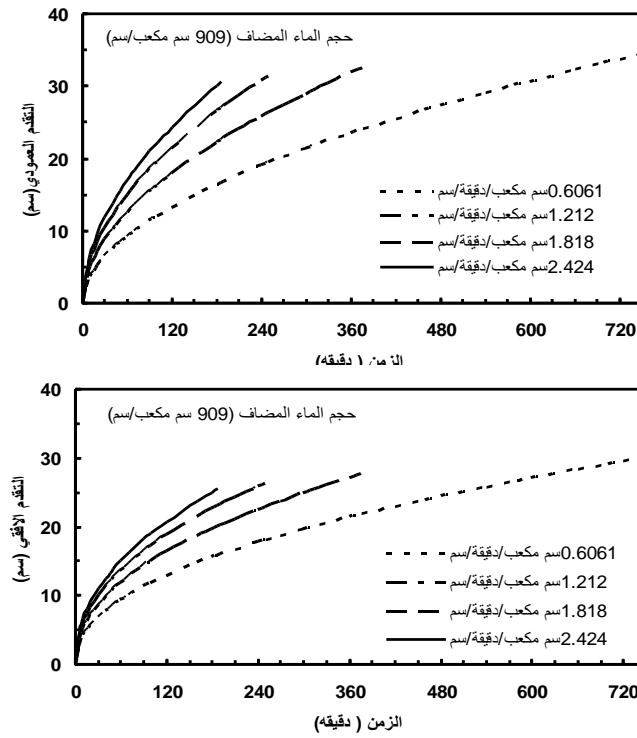 حجم الماء المضاف (909 سم مكعب/سم)
40
30
20
10
0
التقدم العمودي (سم)
0.6061سم مكعب/دقيقة/سم
1.212سم مكعب/دقيقة/سم
1.818سم مكعب/دقيقة/سم
2.424سم مكعب/دقيقة/سم
0 120 240 360 480 600 720
الزمن ( دقيقه)
حجم الماء المضاف (909 سم مكعب/سم)
40
30
20
10
0
التقدم الافقي (سم)
0.6061سم مكعب/دقيقة/سم
1.212سم مكعب/دقيقة/سم
1.818سم مكعب/دقيقة/سم
2.424سم مكعب/دقيقة/سم
0 120 240 360 480 600 720
الزمن ( دقيقه)